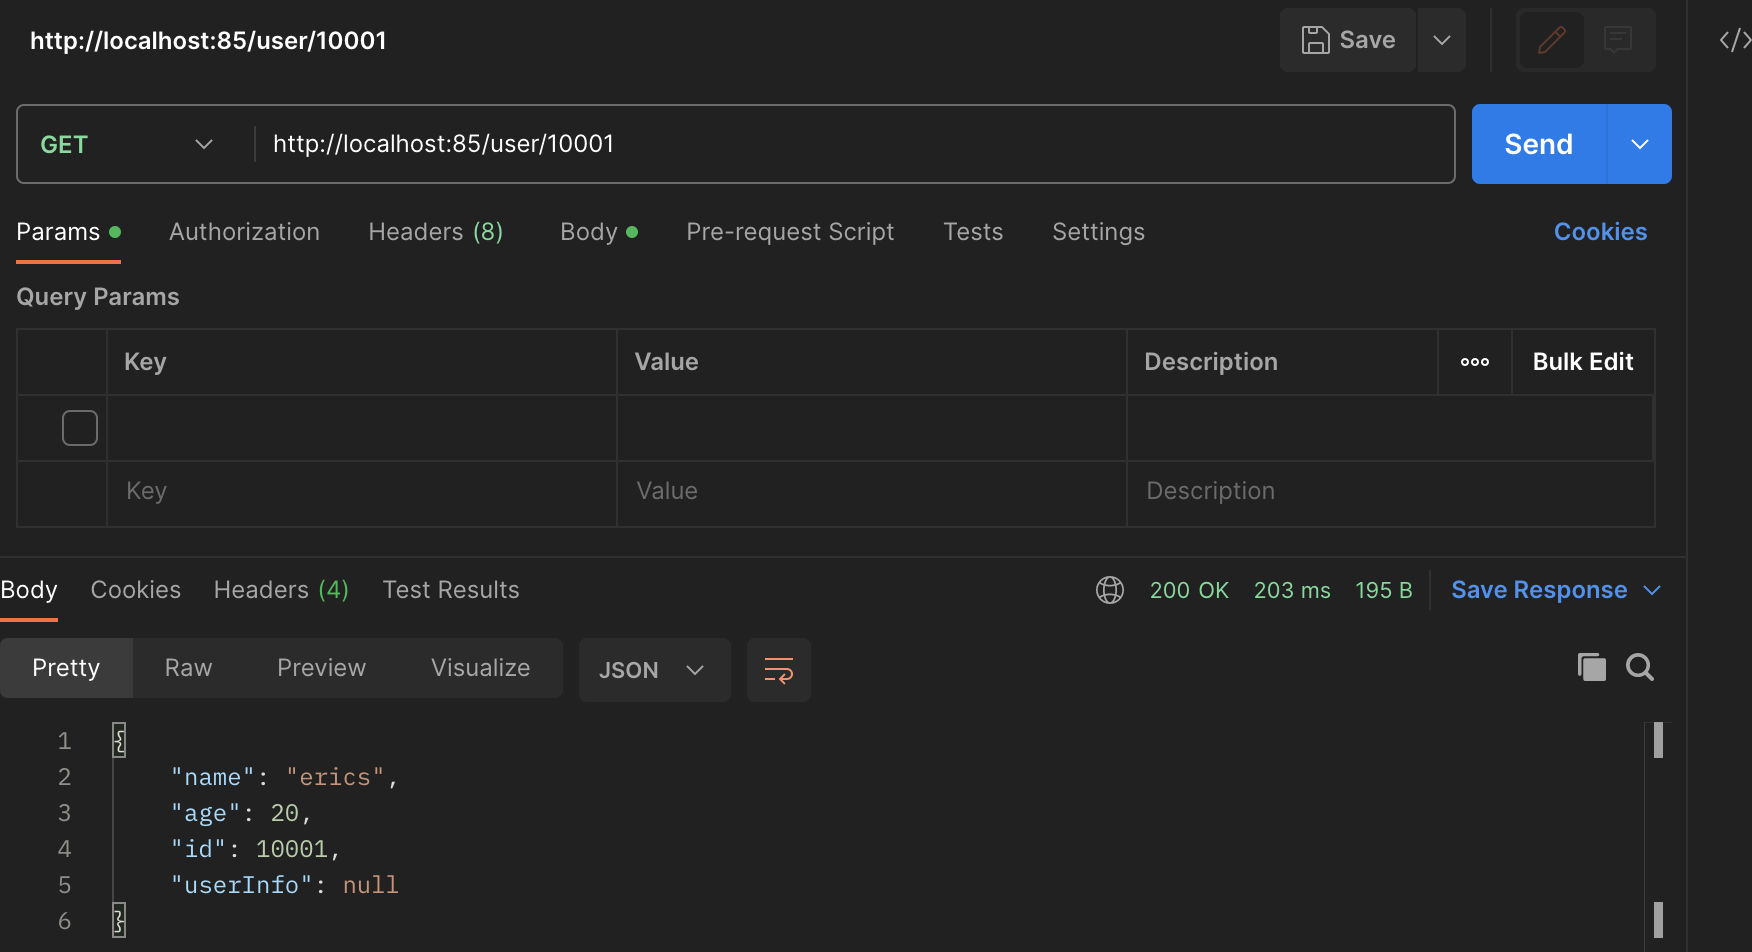 http://localhost:85/user/10001
Save
GET
http://localhost:85/user/10001
Send
Params
Authorization
Headers (8)
Body
Pre-request Script
Tests
Settings
Cookies
Query Params
Key
Value
Description
Bulk Edit
Key
Value
Description
Body
Cookies
Headers (4)
Test Results
200 OK
203 ms
195 B
Save Response
Pretty
Raw
Preview
Visualize
JSON
1 {
2 "name": "erics",
3 "age": 20,
4 "id": 10001,
5 "userInfo": null
6 }